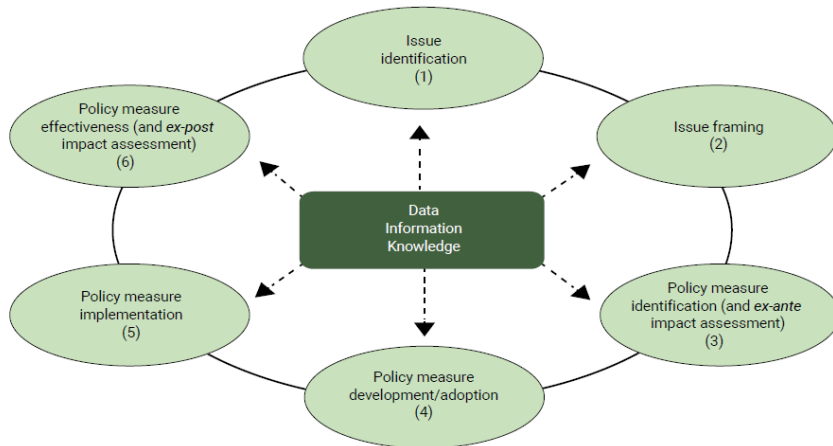 Issue
identification
(1)
Issue framing
(2)
Policy measure
identification (and ex-ante
impact assessment)
(3)
Policy measure
development/adoption
(4)
Policy measure
implementation
(5)
Policy measure
effectiveness (and ex-post
impact assessment)
(6)
Data
Information
Knowledge